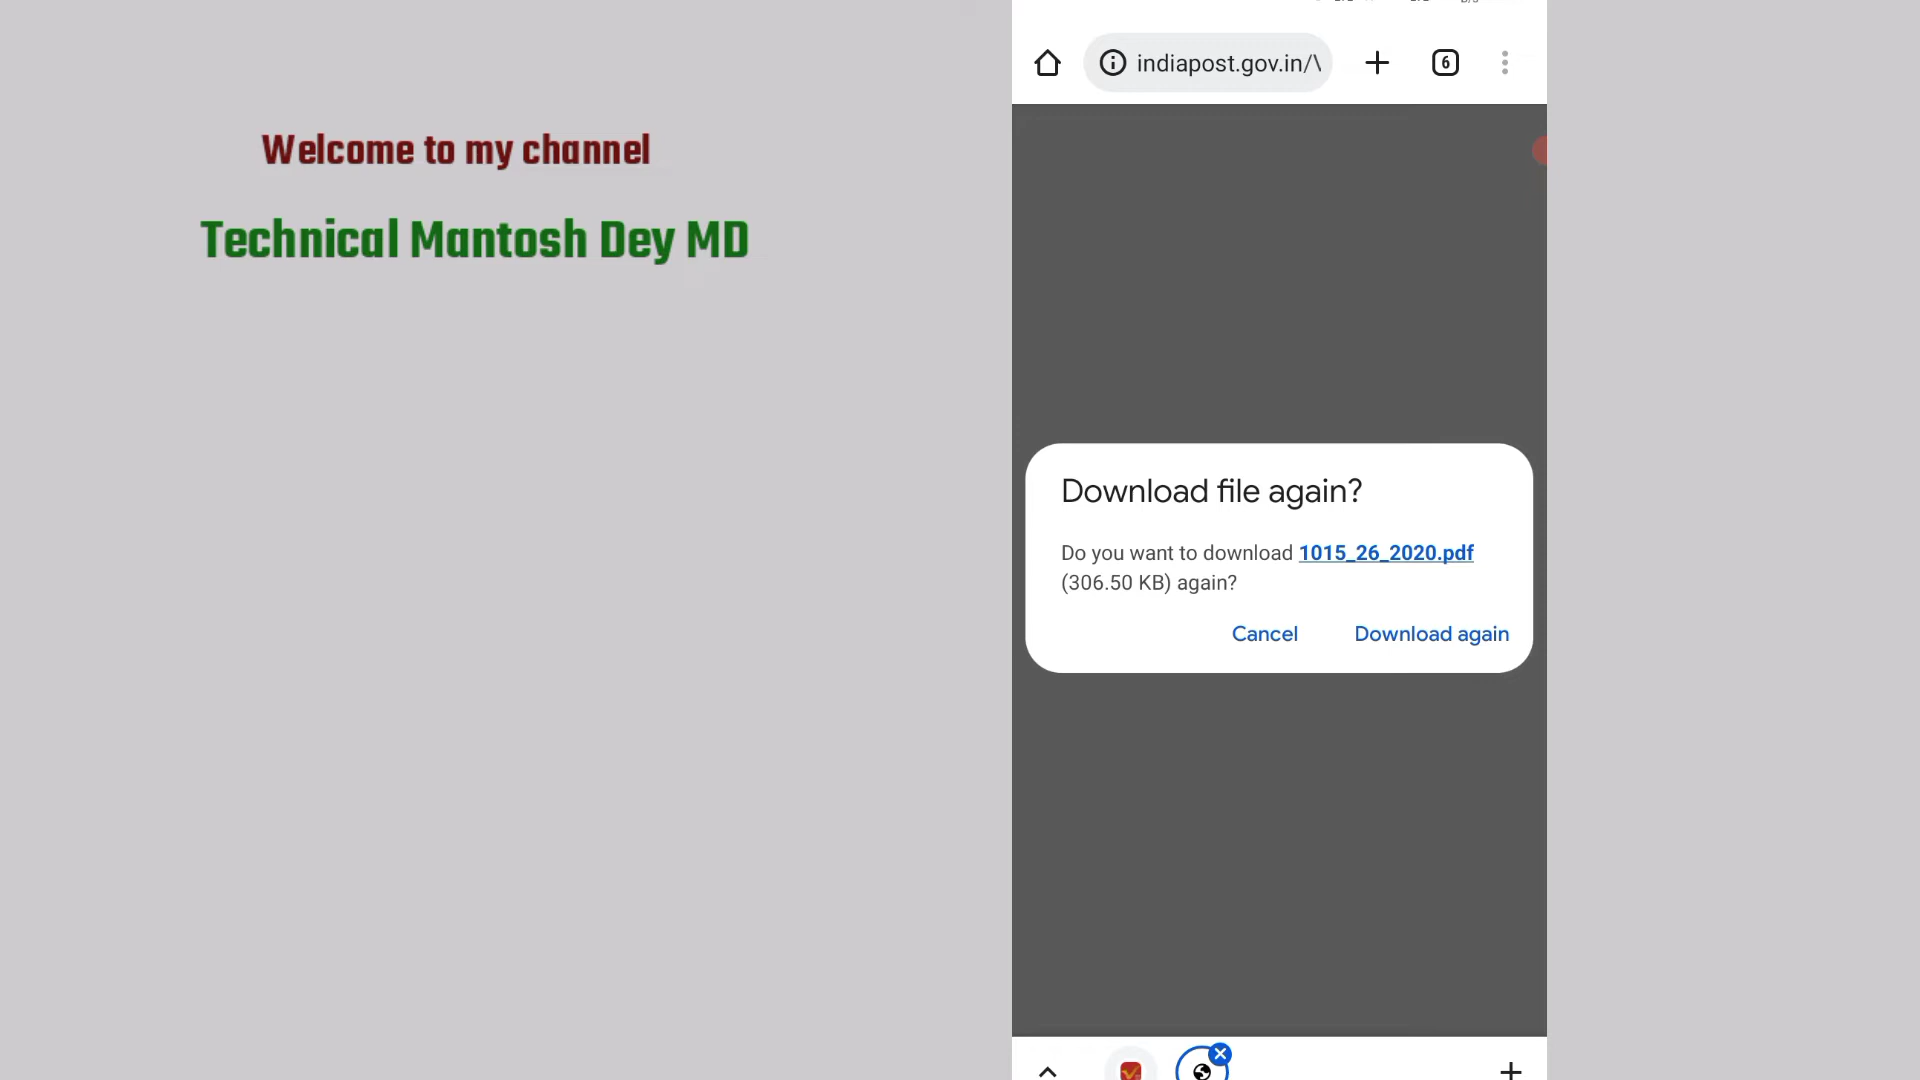 Welcome to my channel
Technical Mantosh Dey MD
indiapost.gov.in/\
6
Download file again?
Do you want to download 1015_26_2020.pdf
(306.50 KB) again?
Cancel Download again